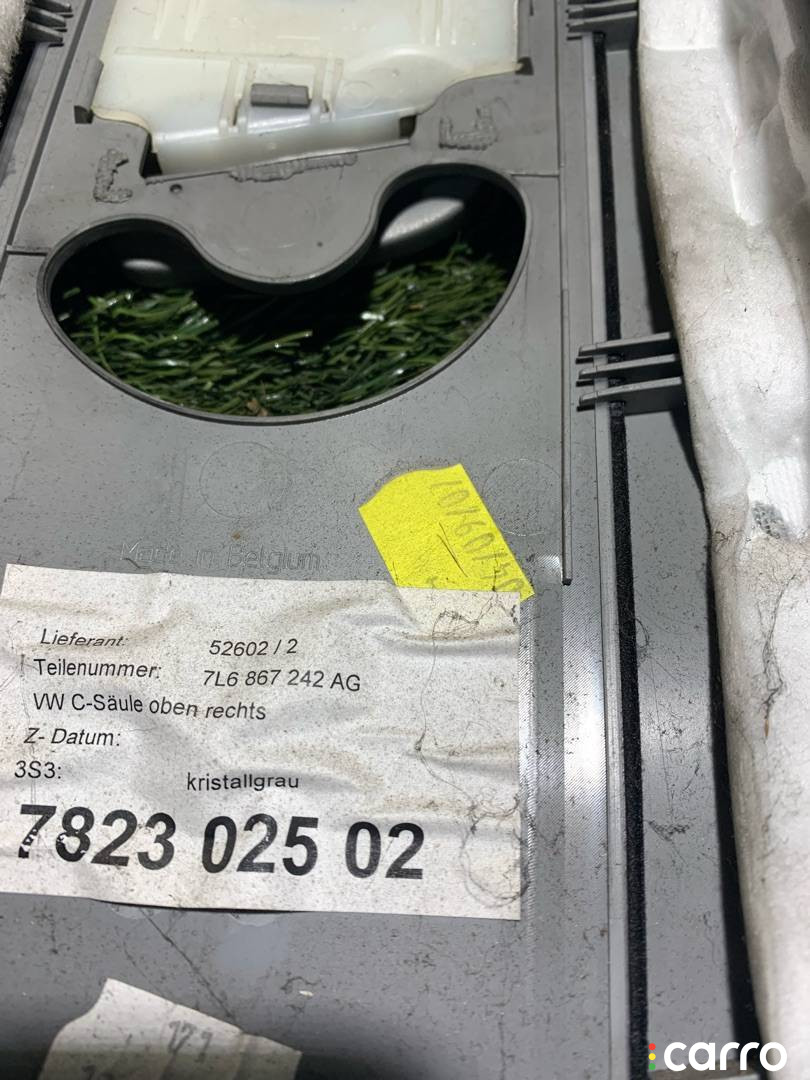 Made in Belgium
Lieferant: 52602 / 2
Teilenummer: 7L6 867 242 AG
VW C-Säule oben rechts
Z- Datum:
3S3: kristallgrau
7823 025 02
carro